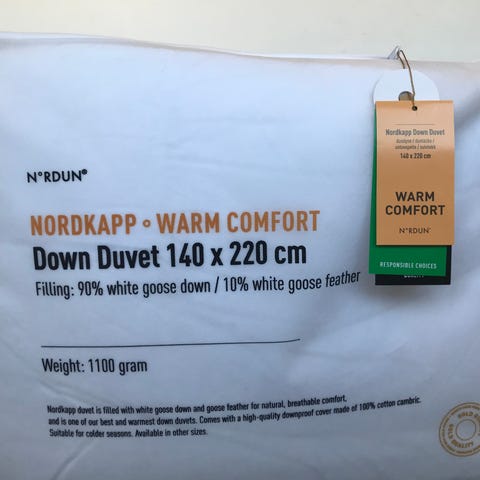 N°RDUN®
NORDKAPP • WARM COMFORT
Down Duvet 140 x 220 cm
Filling: 90% white goose down / 10% white goose feather
Weight: 1100 gram
Nordkapp duvet is filled with white goose down and goose feather for natural, breathable comfort,
and is one of our best and warmest down duvets. Comes with a high-quality downproof cover made of 100% cotton cambric.
Suitable for colder seasons. Available in other sizes.
Nordkapp Down Duvet
140 x 220 cm
WARM
COMFORT
N°RDUN®
RESPONSIBLE CHOICES
GOLD QUALITY